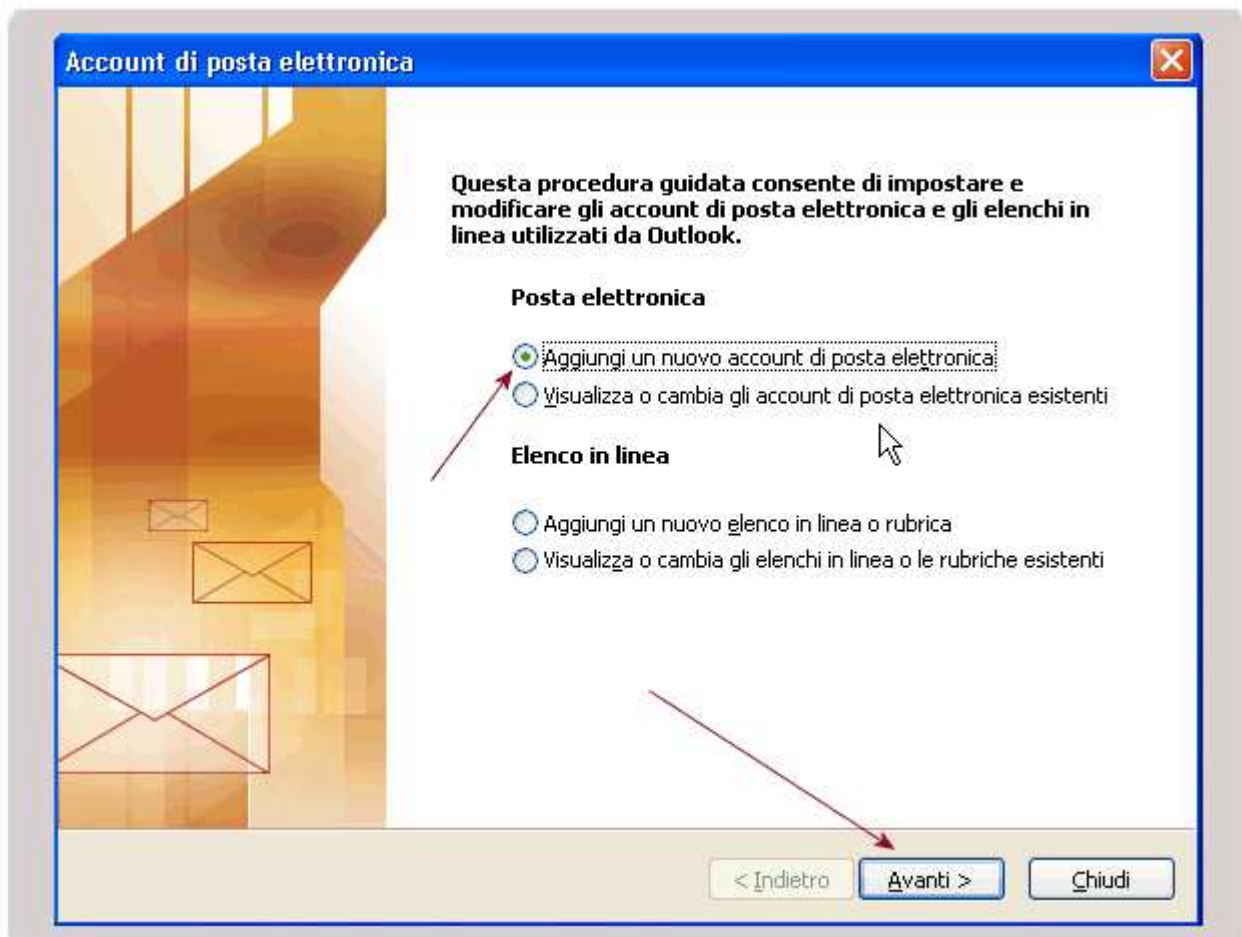 Account di posta elettronica
Questa procedura guidata consente di impostare e
modificare gli account di posta elettronica e gli elenchi in
linea utilizzati da Outlook.
Posta elettronica
Aggiungi un nuovo account di posta elettronica
Visualizza o cambia gli account di posta elettronica esistenti
Elenco in linea
Aggiungi un nuovo elenco in linea o rubrica
Visualizza o cambia gli elenchi in linea o le rubriche esistenti
< Indietro
Avanti >
Chiudi